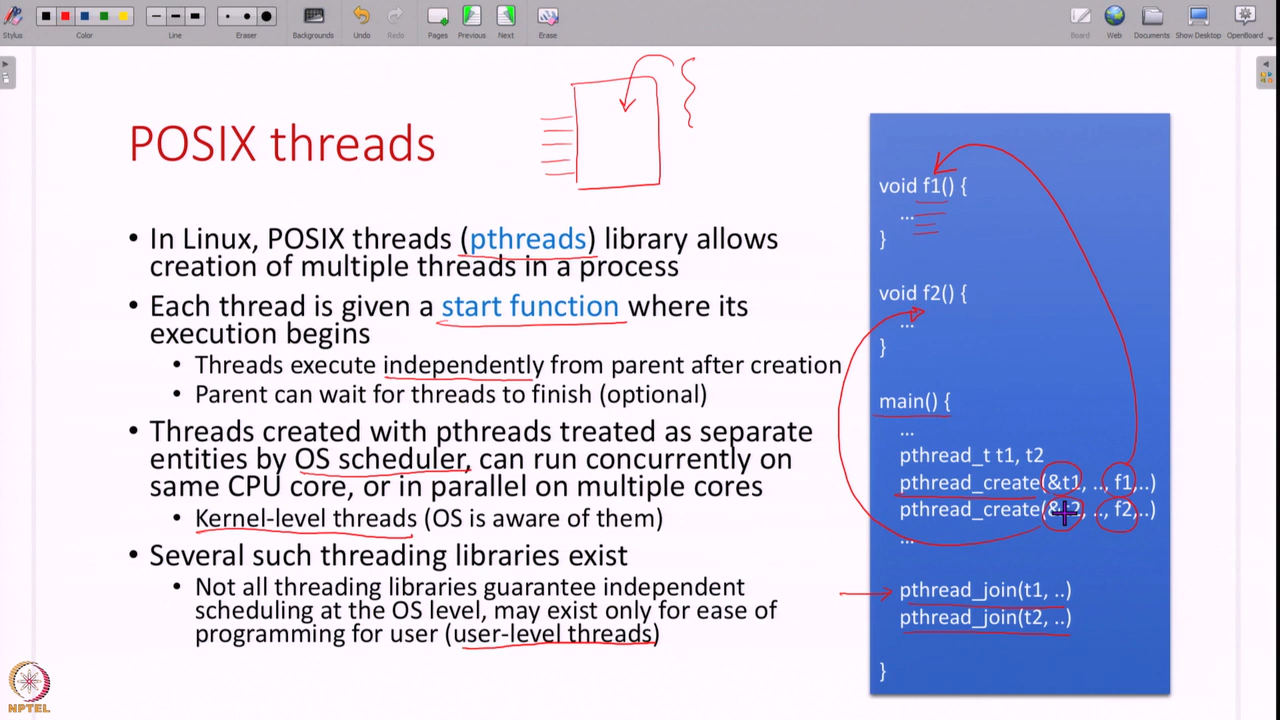 Stylus
Color
Line
Eraser
Backgrounds
Undo
Redo
Pages
Previous
Next
Erase
Board
Web
Documents
Show Desktop
OpenBoard
POSIX threads
• In Linux, POSIX threads (pthreads) library allows
creation of multiple threads in a process
• Each thread is given a start function where its
execution begins
• Threads execute independently from parent after creation
• Parent can wait for threads to finish (optional)
• Threads created with pthreads treated as separate
entities by OS scheduler, can run concurrently on
same CPU core, or in parallel on multiple cores
• Kernel-level threads (OS is aware of them)
• Several such threading libraries exist
• Not all threading libraries guarantee independent
scheduling at the OS level, may exist only for ease of
programming for user (user-level threads)
void f1() {
...
}
void f2() {
...
}
main() {
...
pthread_t t1, t2
pthread_create(&t1, .., f1,..)
pthread_create(&t2, .., f2,..)
...
pthread_join(t1, ..)
pthread_join(t2, ..)
}
NPTEL